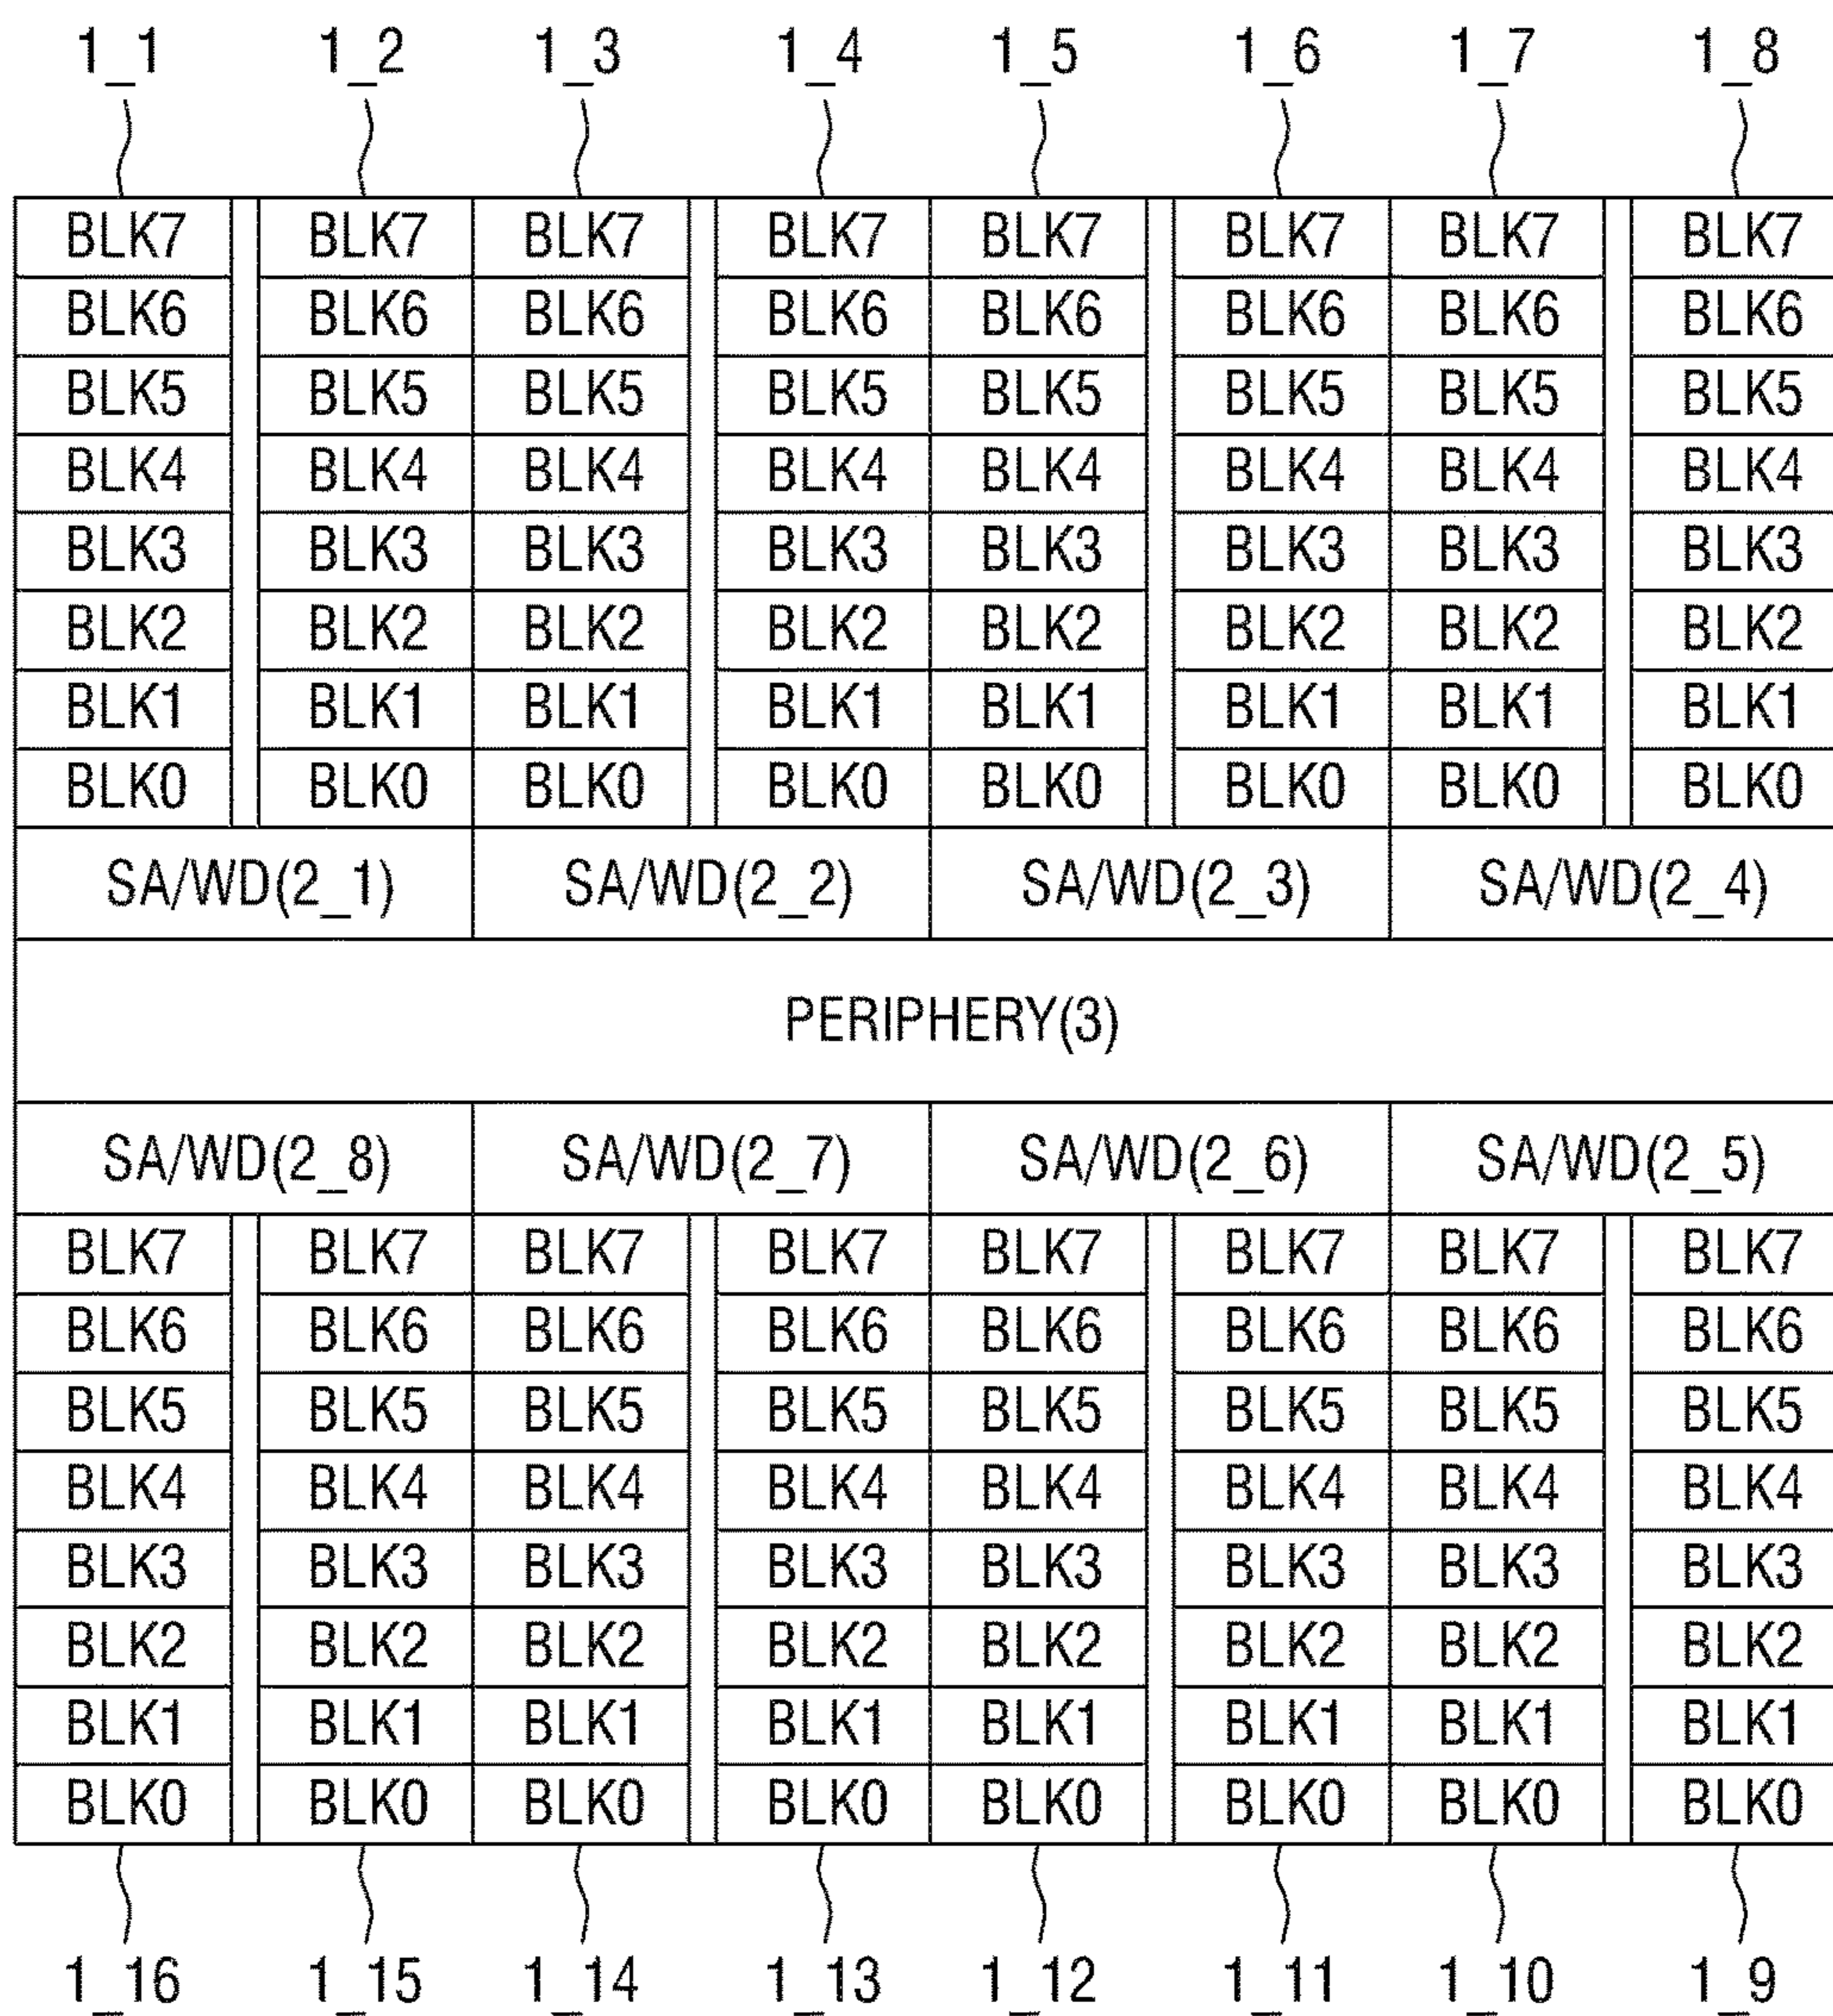 1_1 1_2 1_3 1_4 1_5 1_6 1_7 1_8
BLK7 BLK7 BLK7 BLK7 BLK7 BLK7 BLK7 BLK7
BLK6 BLK6 BLK6 BLK6 BLK6 BLK6 BLK6 BLK6
BLK5 BLK5 BLK5 BLK5 BLK5 BLK5 BLK5 BLK5
BLK4 BLK4 BLK4 BLK4 BLK4 BLK4 BLK4 BLK4
BLK3 BLK3 BLK3 BLK3 BLK3 BLK3 BLK3 BLK3
BLK2 BLK2 BLK2 BLK2 BLK2 BLK2 BLK2 BLK2
BLK1 BLK1 BLK1 BLK1 BLK1 BLK1 BLK1 BLK1
BLK0 BLK0 BLK0 BLK0 BLK0 BLK0 BLK0 BLK0
SA/WD(2_1) SA/WD(2_2) SA/WD(2_3) SA/WD(2_4)
PERIPHERY(3)
SA/WD(2_8) SA/WD(2_7) SA/WD(2_6) SA/WD(2_5)
BLK7 BLK7 BLK7 BLK7 BLK7 BLK7 BLK7 BLK7
BLK6 BLK6 BLK6 BLK6 BLK6 BLK6 BLK6 BLK6
BLK5 BLK5 BLK5 BLK5 BLK5 BLK5 BLK5 BLK5
BLK4 BLK4 BLK4 BLK4 BLK4 BLK4 BLK4 BLK4
BLK3 BLK3 BLK3 BLK3 BLK3 BLK3 BLK3 BLK3
BLK2 BLK2 BLK2 BLK2 BLK2 BLK2 BLK2 BLK2
BLK1 BLK1 BLK1 BLK1 BLK1 BLK1 BLK1 BLK1
BLK0 BLK0 BLK0 BLK0 BLK0 BLK0 BLK0 BLK0
1_16 1_15 1_14 1_13 1_12 1_11 1_10 1_9